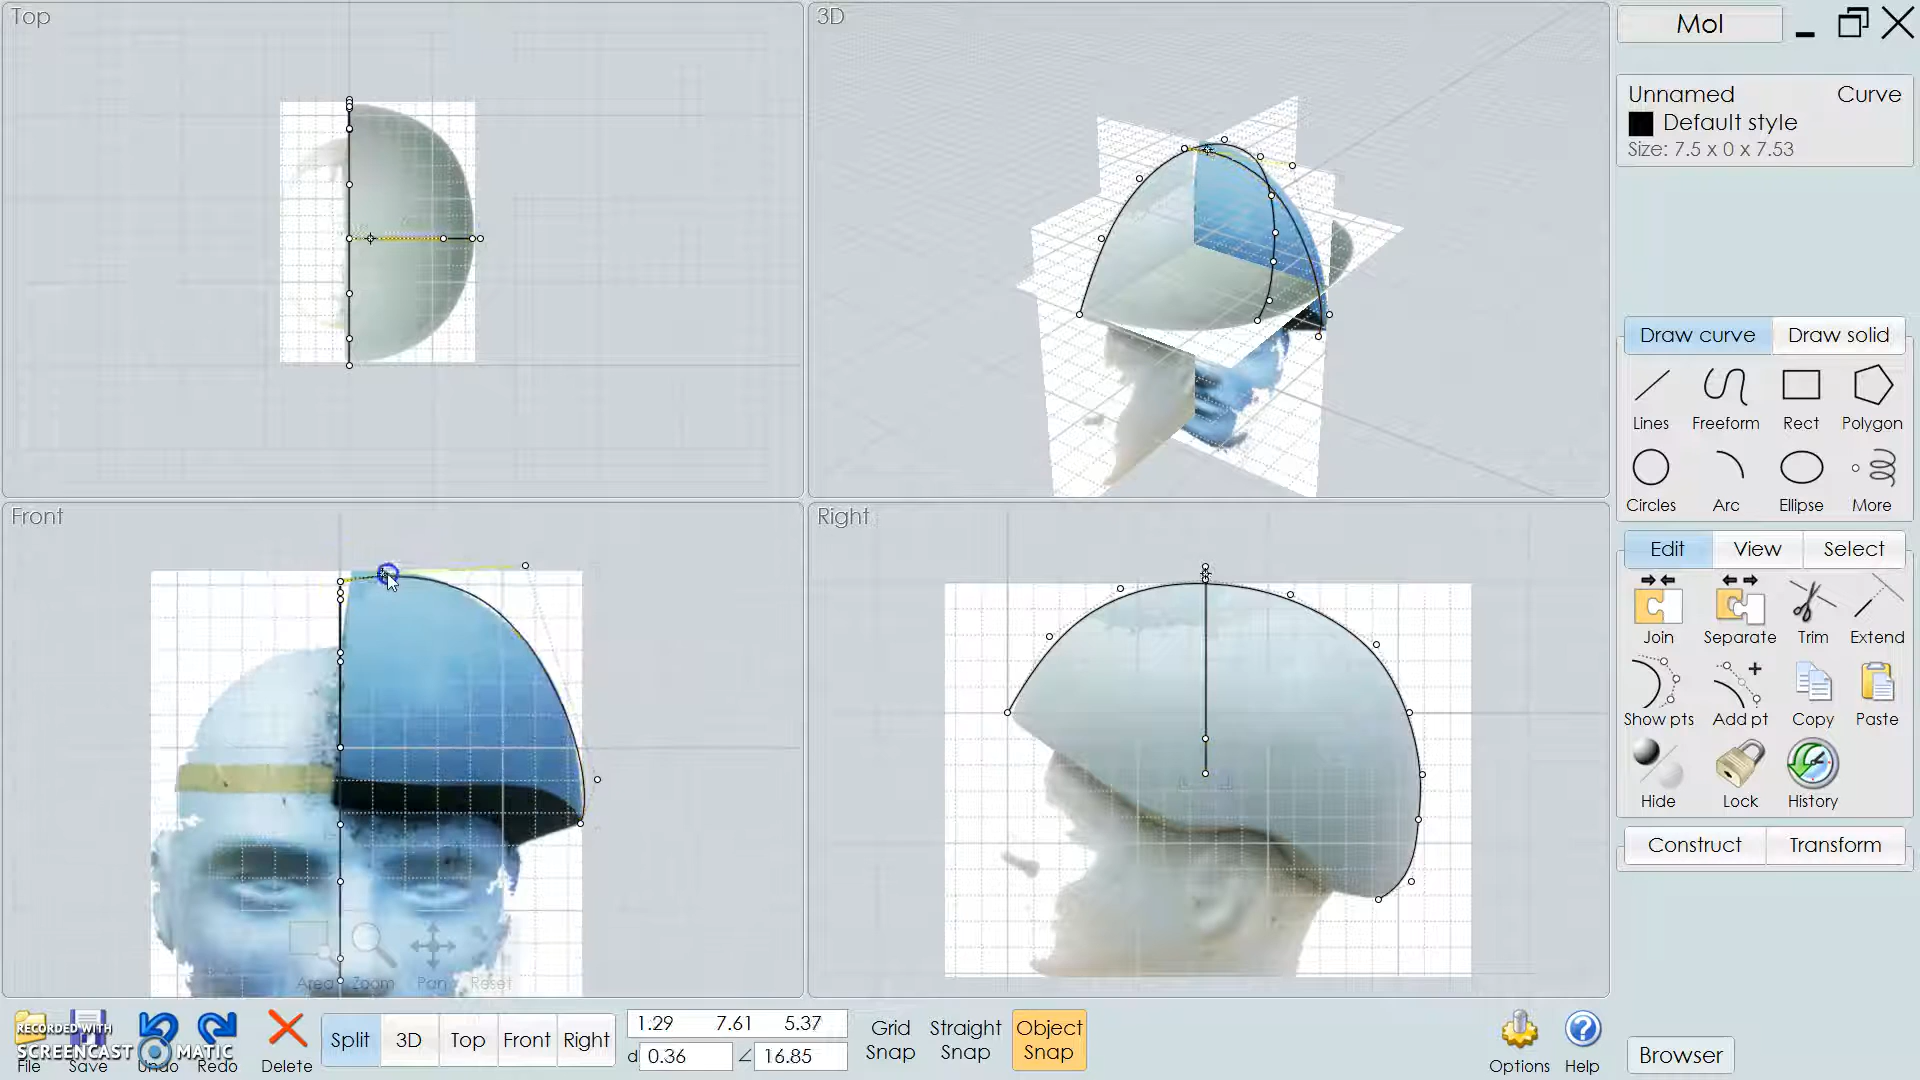 Top
3D
MoI
Unnamed Curve
Default style
Size: 7.5 x 0 x 7.53
Draw curve Draw solid
Lines Freeform Rect Polygon
Circles Arc Ellipse More
Front
Right
Edit View Select
Join Separate Trim Extend
Show pts Add pt Copy Paste
Hide Lock History
Construct Transform
Area Zoom Pan Reset
RECORDED WITH
SCREENCAST MATIC
File Save Undo Redo Delete
Split 3D Top Front Right
1.29 7.61 5.37
d 0.36 ∠ 16.85
Grid Snap
Straight Snap
Object Snap
Options Help
Browser